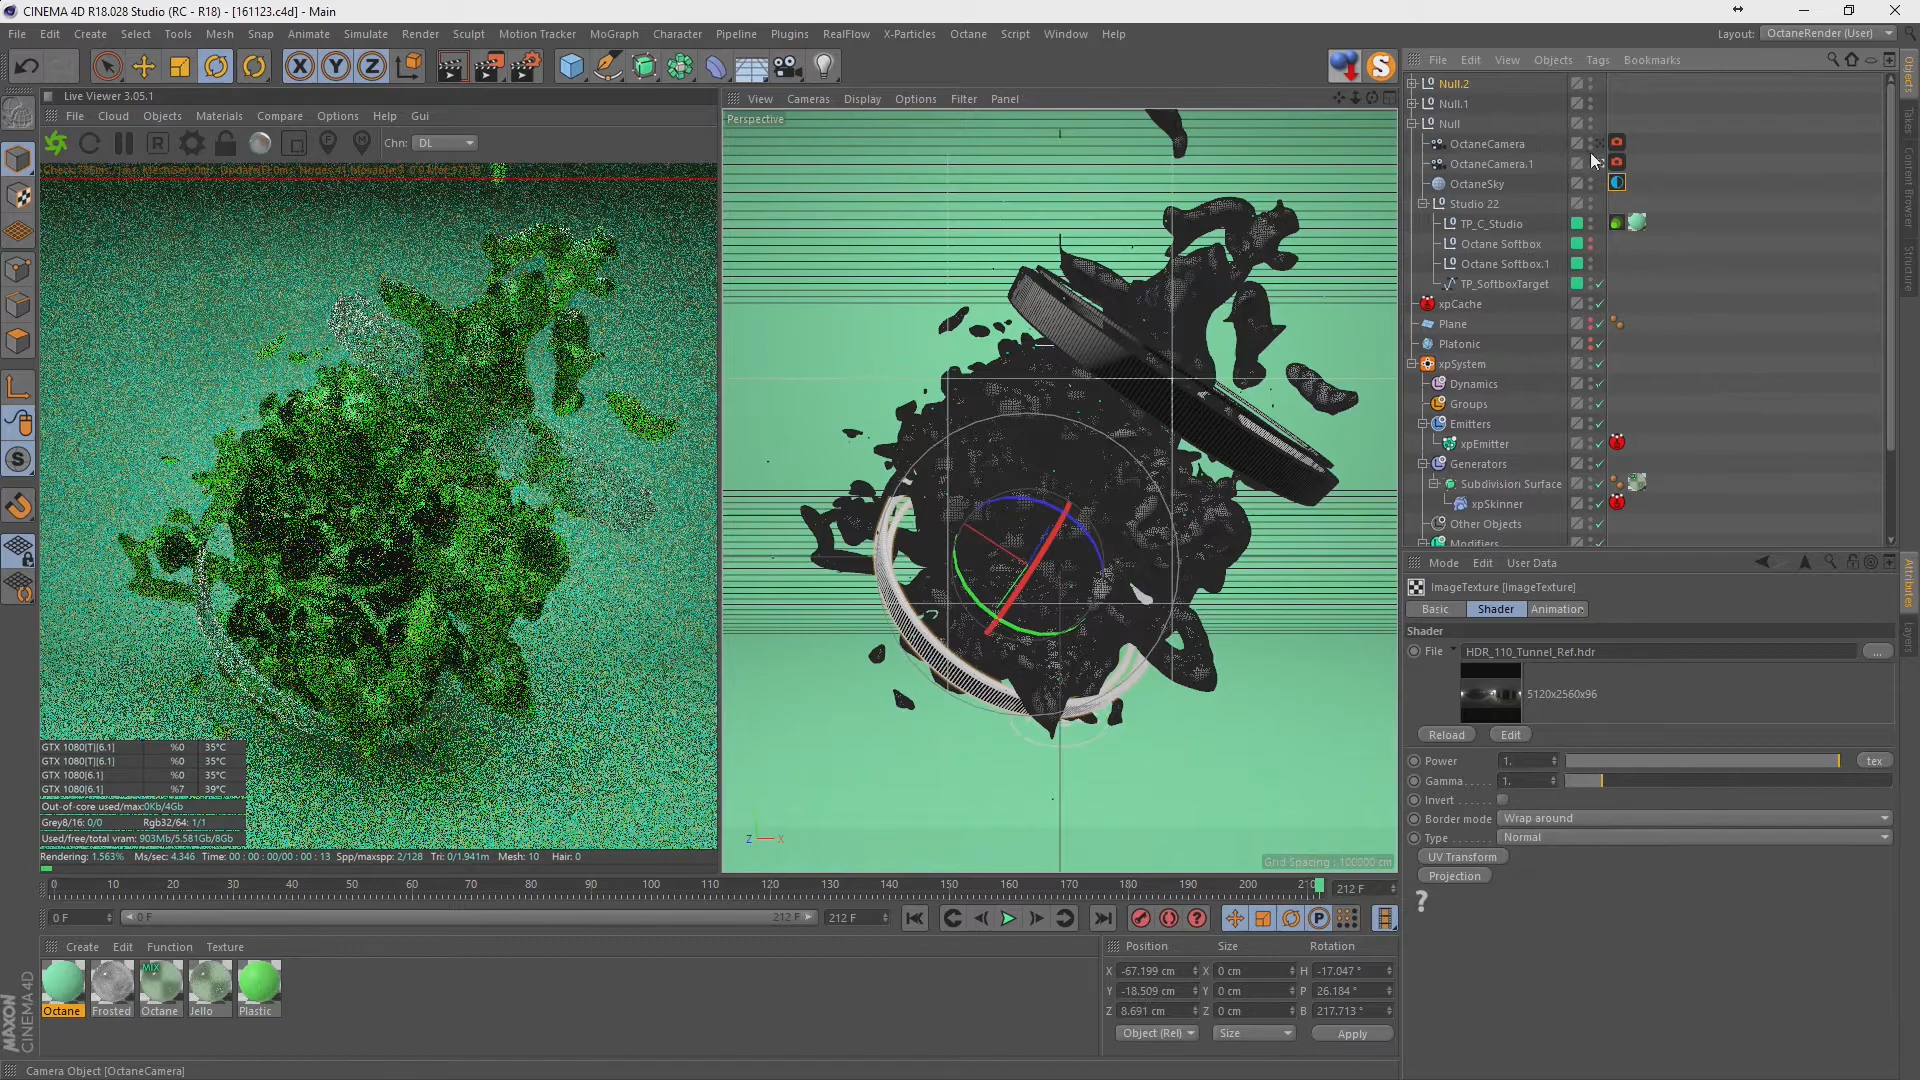 CINEMA 4D R18.028 Studio (RC - R18) - [161123.c4d] - Main
File Edit Create Select Tools Mesh Snap Animate Simulate Render Sculpt Motion Tracker MoGraph Character Pipeline Plugins RealFlow X-Particles Octane Script Window Help
Layout: OctaneRender (User)
Live Viewer 3.05.1
File Cloud Objects Materials Compare Options Help Gui
Chn: DL
View Cameras Display Options Filter Panel
Perspective
Grid Spacing : 100000 cm
Z X
GTX 1080[T][6.1] %0 35°C
GTX 1080[T][6.1] %0 35°C
GTX 1080[6.1] %0 35°C
GTX 1080[6.1] %7 39°C
Out-of-core used/max:0Kb/4Gb
Grey8/16: 0/0 Rgb32/64: 1/1
Used/free/total vram: 903Mb/5.581Gb/8Gb
Rendering: 1.563% Ms/sec: 4.346 Time: 00 : 00 : 00/00 : 00 : 13 Spp/maxspp: 2/128 Tri: 0/1.941m Mesh: 10 Hair: 0
0 10 20 30 40 50 60 70 80 90 100 110 120 130 140 150 160 170 180 190 200 212 F
0 F 0 F 212 F 212 F
Create Edit Function Texture
MIX
Octane Frosted Octane Jello Plastic
Position Size Rotation
X -67.199 cm X 0 cm H -17.047 °
Y -18.509 cm Y 0 cm P 26.184 °
Z 8.691 cm Z 0 cm B 217.713 °
Object (Rel) Size Apply
MAXON CINEMA 4D
Camera Object [OctaneCamera]
File Edit View Objects Tags Bookmarks
Null.2
Null.1
Null
OctaneCamera
OctaneCamera.1
OctaneSky
Studio 22
TP_C_Studio
Octane Softbox
Octane Softbox.1
TP_SoftboxTarget
xpCache
Plane
Platonic
xpSystem
Dynamics
Groups
Emitters
xpEmitter
Generators
Subdivision Surface
xpSkinner
Other Objects
Modifiers
Objects
Takes
Content Browser
Structure
Mode Edit User Data
ImageTexture [ImageTexture]
Basic Shader Animation
Shader
File HDR_110_Tunnel_Ref.hdr ...
5120x2560x96
Reload Edit
Power 1. tex
Gamma..... 1.
Invert ......
Border mode Wrap around
Type ........ Normal
UV Transform
Projection
?
Attributes
Layers